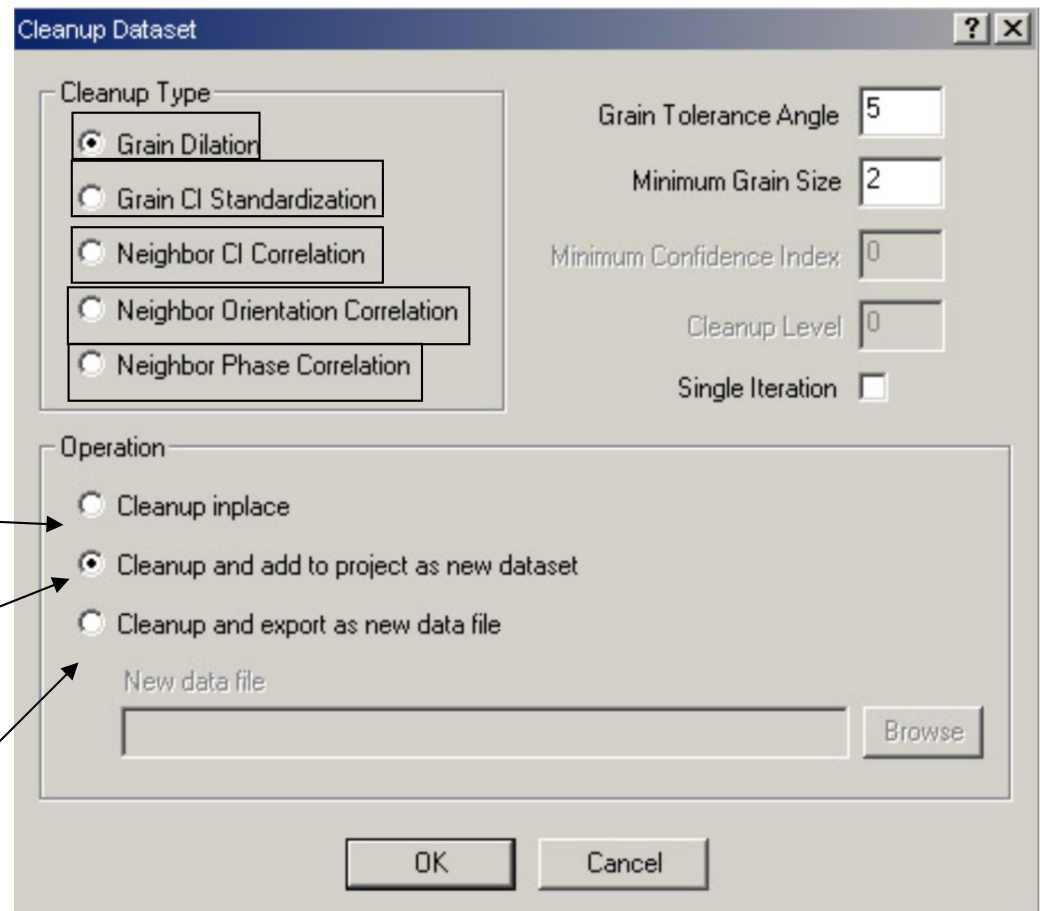 Cleanup Dataset
Cleanup Type
Grain Dilation
Grain CI Standardization
Neighbor CI Correlation
Neighbor Orientation Correlation
Neighbor Phase Correlation
Grain Tolerance Angle 5
Minimum Grain Size 2
Minimum Confidence Index 0
Cleanup Level 0
Single Iteration
Operation
Cleanup inplace
Cleanup and add to project as new dataset
Cleanup and export as new data file
New data file
Browse
OK Cancel